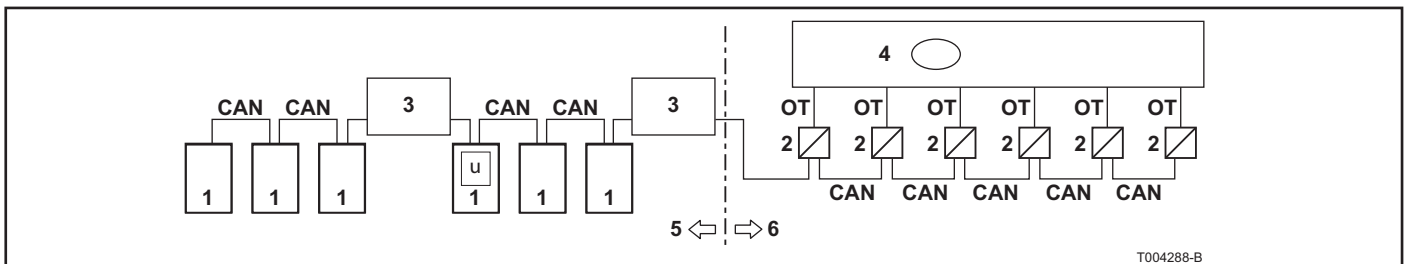 4
CAN CAN 3 CAN CAN 3
OT OT OT OT OT OT
2 2 2 2 2 2
u
1 1 1 1 1 1
CAN CAN CAN CAN CAN
5 6
T004288-B